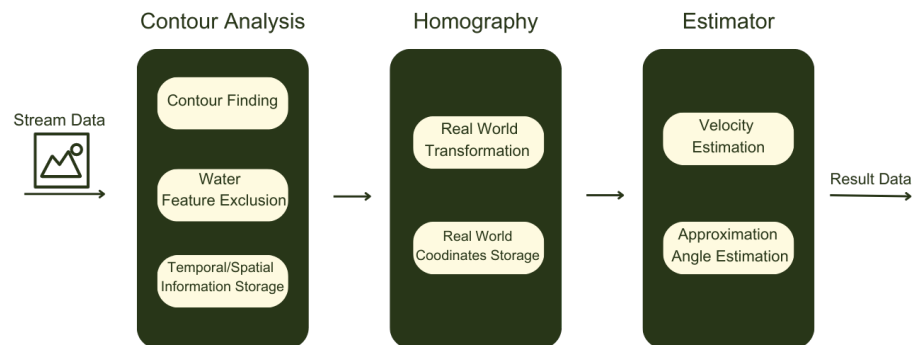 Contour Analysis
Homography
Estimator
Stream Data
Contour Finding
Water
Feature Exclusion
Temporal/Spatial
Information Storage
Real World
Transformation
Real World
Coodinates Storage
Velocity
Estimation
Approximation
Angle Estimation
Result Data